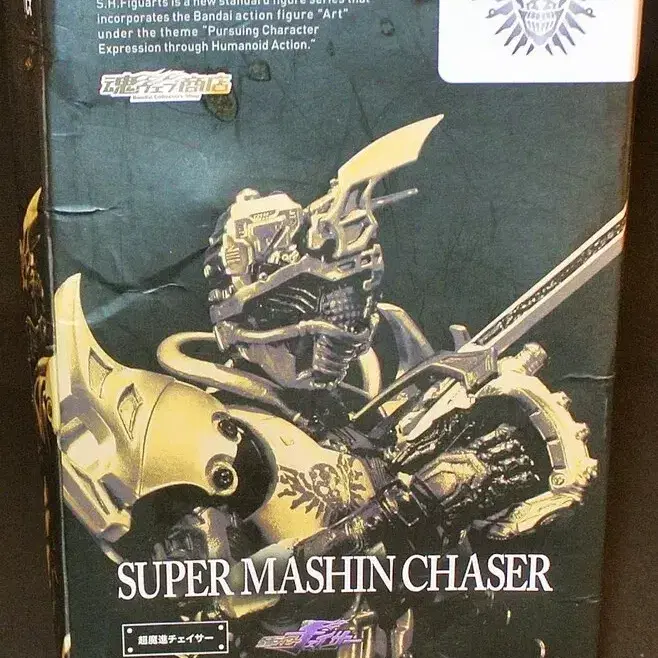 S.H.Figuarts is a new standard figure series that
incorporates the Bandai action figure "Art"
under the theme "Pursuing Character
Expression through Humanoid Action."
魂ウェブ商店
SUPER MASHIN CHASER
超魔進チェイサー